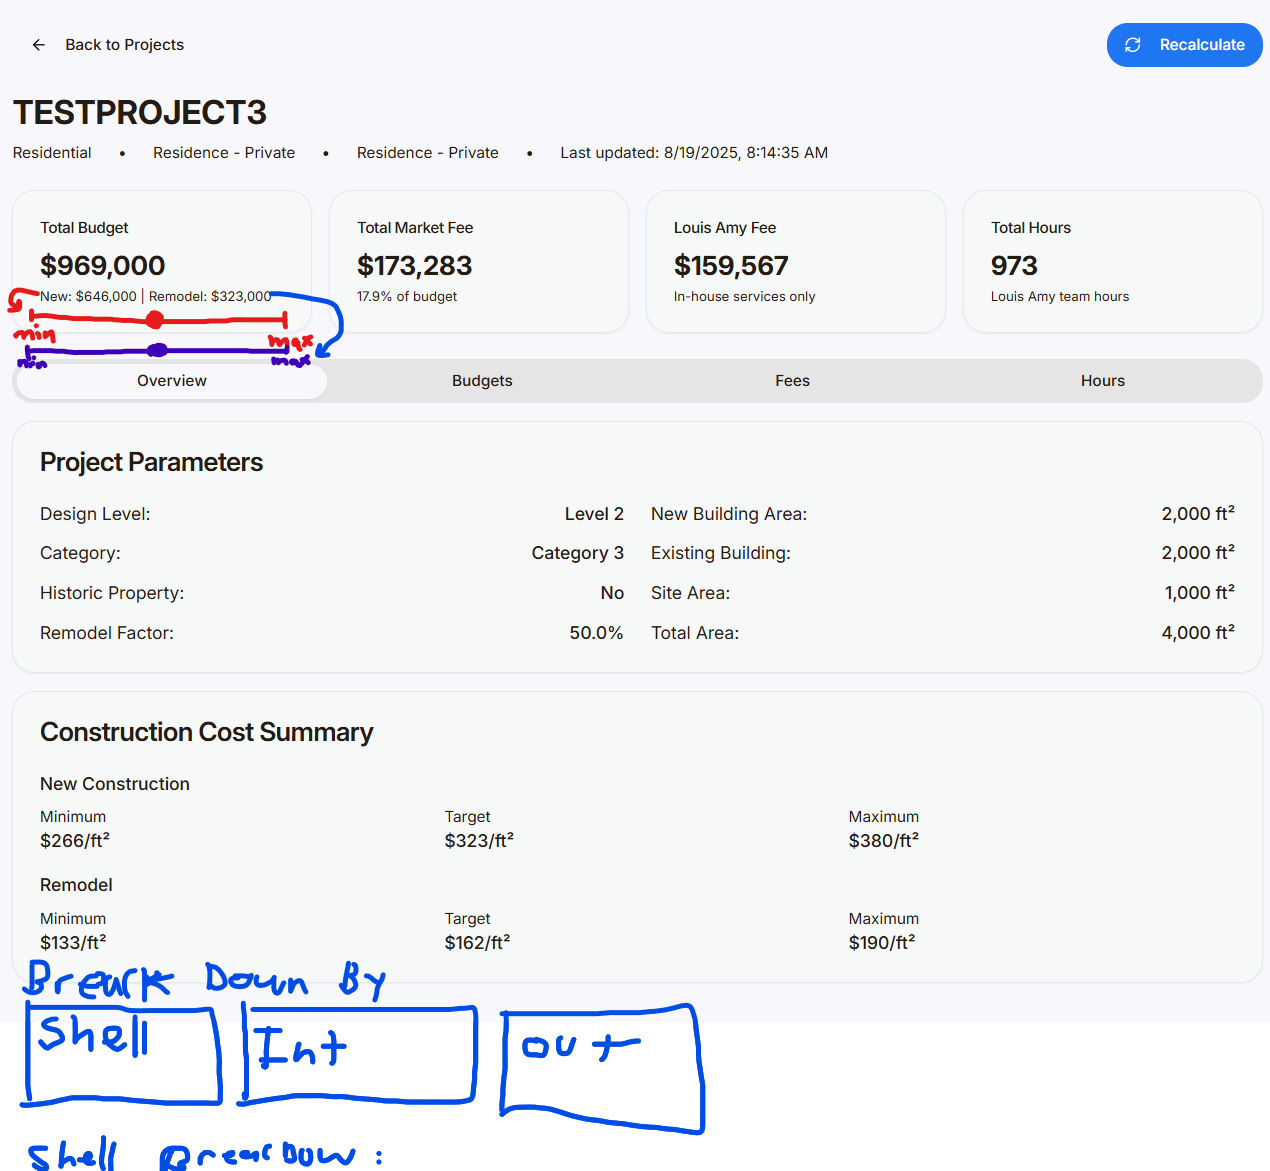 Back to Projects
Recalculate
TESTPROJECT3
Residential • Residence - Private • Residence - Private • Last updated: 8/19/2025, 8:14:35 AM
Total Budget
$969,000
New: $646,000 | Remodel: $323,000
min max
min max
Total Market Fee
$173,283
17.9% of budget
Louis Amy Fee
$159,567
In-house services only
Total Hours
973
Louis Amy team hours
Overview Budgets Fees Hours
Project Parameters
Design Level: Level 2 New Building Area: 2,000 ft²
Category: Category 3 Existing Building: 2,000 ft²
Historic Property: No Site Area: 1,000 ft²
Remodel Factor: 50.0% Total Area: 4,000 ft²
Construction Cost Summary
New Construction
Minimum Target Maximum
$266/ft² $323/ft² $380/ft²
Remodel
Minimum Target Maximum
$133/ft² $162/ft² $190/ft²
Break Down By
Shell Int out
Shell Breakdown: